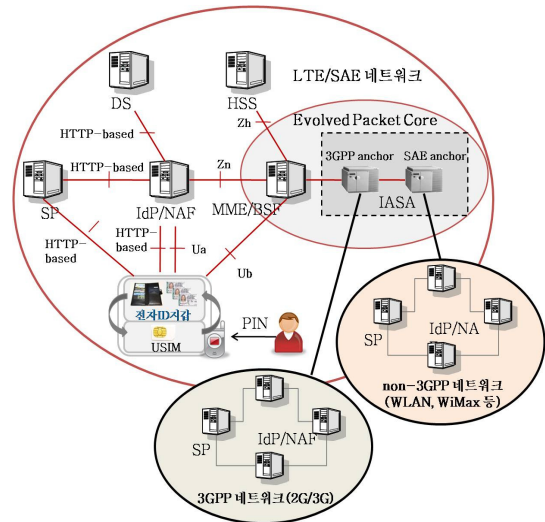 LTE/SAE 네트워크
DS
HSS
HTTP-based
Zh
Evolved Packet Core
HTTP-based
Zn
3GPP anchor
SAE anchor
SP
IdP/NAF
MME/BSF
IASA
HTTP-
based
HTTP-
based
Ua
Ub
전자ID지갑
USIM
PIN
SP
IdP/NA
non-3GPP 네트워크
(WLAN, WiMax 등)
SP
IdP/NAF
3GPP 네트워크(2G/3G)